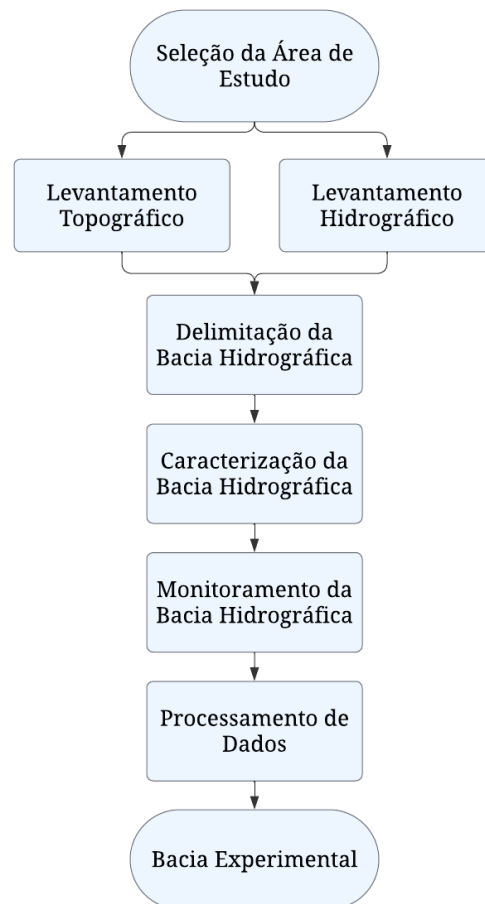 Seleção da Área de
Estudo
Levantamento
Topográfico
Levantamento
Hidrográfico
Delimitação da
Bacia Hidrográfica
Caracterização da
Bacia Hidrográfica
Monitoramento da
Bacia Hidrográfica
Processamento de
Dados
Bacia Experimental